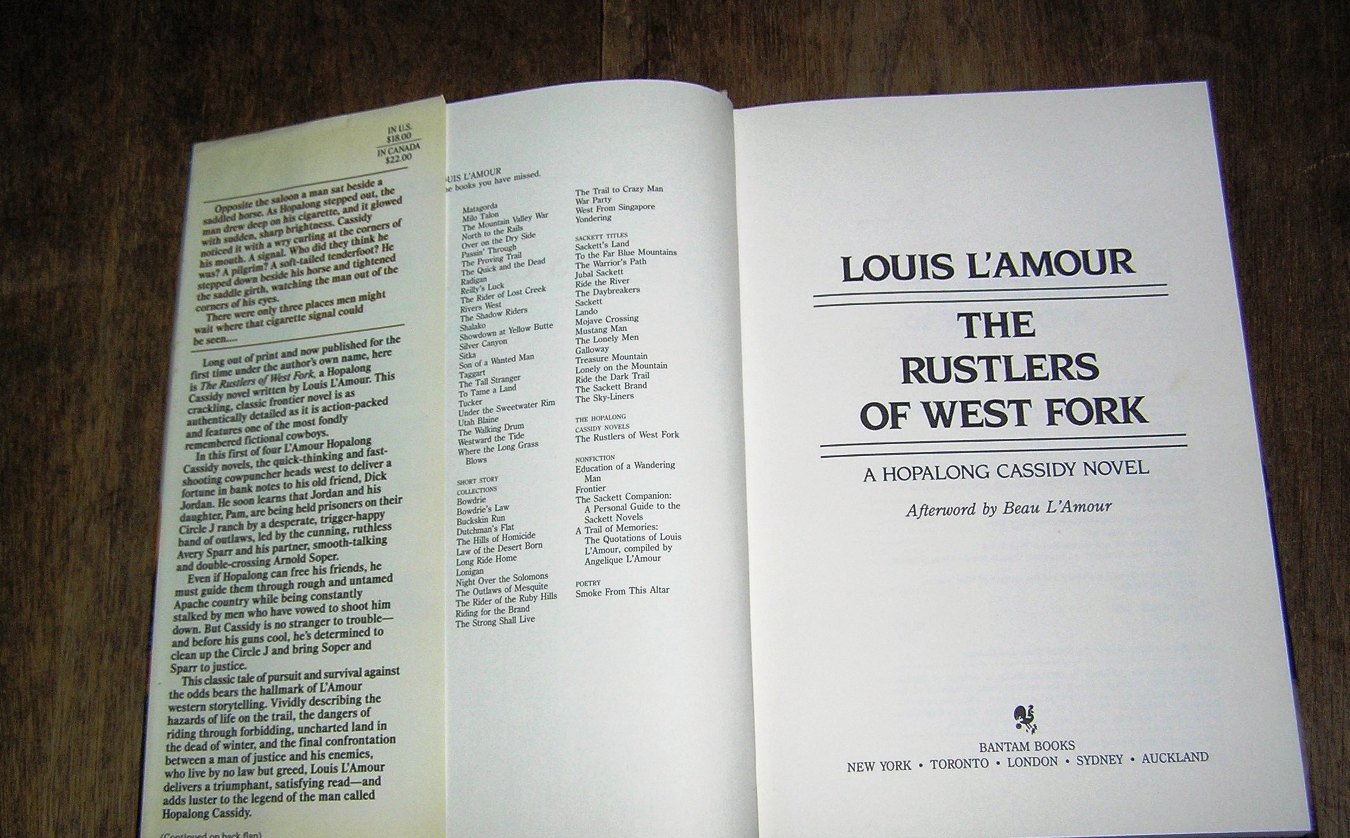 IN U.S.
$18.00
IN CANADA
$22.00
Opposite the saloon a man sat beside a
saddled horse. As Hopalong stepped out, the
man drew deep on his cigarette, and it glowed
with sudden, sharp brightness. Cassidy
noticed it with a wry curling at the corners of
his mouth. A signal. Who did they think he
was? A pilgrim? A soft-tailed tenderfoot? He
stepped down beside his horse and tightened
the saddle girth, watching the man out of the
corners of his eyes.
There were only three places men might
wait where that cigarette signal could
be seen....
Long out of print and now published for the
first time under the author's own name, here
is The Rustlers of West Fork, a Hopalong
Cassidy novel written by Louis L'Amour. This
crackling, classic frontier novel is as
authentically detailed as it is action-packed
and features one of the most fondly
remembered fictional cowboys.
In this first of four L'Amour Hopalong
Cassidy novels, the quick-thinking and fast-
shooting cowpuncher heads west to deliver a
fortune in bank notes to his old friend, Dick
Jordan. He soon learns that Jordan and his
daughter, Pam, are being held prisoners on their
Circle J ranch by a desperate, trigger-happy
band of outlaws, led by the cunning, ruthless
Avery Sparr and his partner, smooth-talking
and double-crossing Arnold Soper.
Even if Hopalong can free his friends, he
must guide them through rough and untamed
Apache country while being constantly
stalked by men who have vowed to shoot him
down. But Cassidy is no stranger to trouble—
and before his guns cool, he's determined to
clean up the Circle J and bring Soper and
Sparr to justice.
This classic tale of pursuit and survival against
the odds bears the hallmark of L'Amour
western storytelling. Vividly describing the
hazards of life on the trail, the dangers of
riding through forbidding, uncharted land in
the dead of winter, and the final confrontation
between a man of justice and his enemies,
who live by no law but greed, Louis L'Amour
delivers a triumphant, satisfying read—and
adds luster to the legend of the man called
Hopalong Cassidy.
(Continued on back flap)
UIS L'AMOUR
books you have missed.
Matagorda
Milo Talon
The Mountain Valley War
North to the Rails
Over on the Dry Side
Passin' Through
The Proving Trail
The Quick and the Dead
Radigan
Reilly's Luck
The Rider of Lost Creek
Rivers West
The Shadow Riders
Shalako
Showdown at Yellow Butte
Silver Canyon
Sitka
Son of a Wanted Man
Taggart
The Tall Stranger
To Tame a Land
Tucker
Under the Sweetwater Rim
Utah Blaine
The Walking Drum
Westward the Tide
Where the Long Grass
Blows
SHORT STORY
COLLECTIONS
Bowdrie
Bowdrie's Law
Buckskin Run
Dutchman's Flat
The Hills of Homicide
Law of the Desert Born
Long Ride Home
Lonigan
Night Over the Solomons
The Outlaws of Mesquite
The Rider of the Ruby Hills
Riding for the Brand
The Strong Shall Live
The Trail to Crazy Man
War Party
West From Singapore
Yondering
SACKETT TITLES
Sackett's Land
To the Far Blue Mountains
The Warrior's Path
Jubal Sackett
Ride the River
The Daybreakers
Sackett
Lando
Mojave Crossing
Mustang Man
The Lonely Men
Galloway
Treasure Mountain
Lonely on the Mountain
Ride the Dark Trail
The Sackett Brand
The Sky-Liners
THE HOPALONG
CASSIDY NOVELS
The Rustlers of West Fork
NONFICTION
Education of a Wandering
Man
Frontier
The Sackett Companion:
A Personal Guide to the
Sackett Novels
A Trail of Memories:
The Quotations of Louis
L'Amour, compiled by
Angelique L'Amour
POETRY
Smoke From This Altar
LOUIS L'AMOUR
THE
RUSTLERS
OF WEST FORK
A HOPALONG CASSIDY NOVEL
Afterword by Beau L'Amour
BANTAM BOOKS
NEW YORK • TORONTO • LONDON • SYDNEY • AUCKLAND